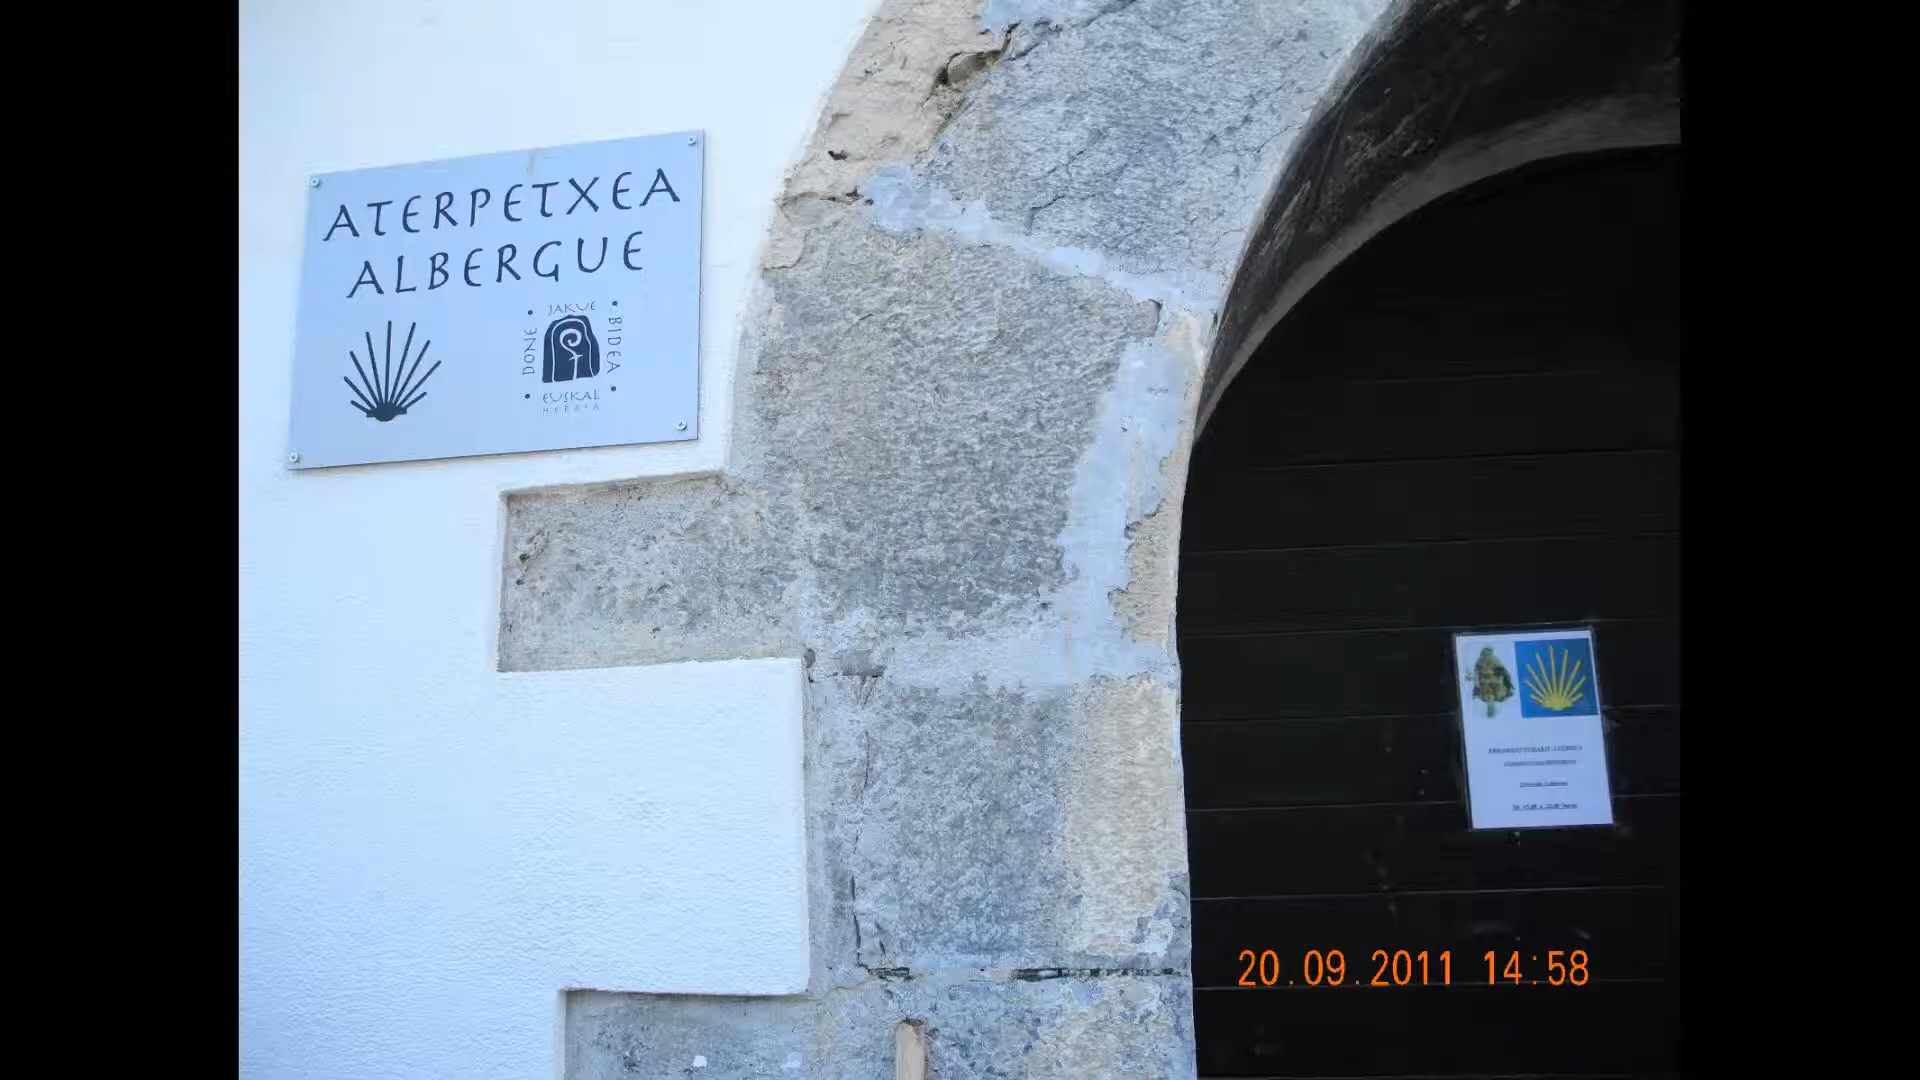 ATERPETXEA
ALBERGUE
· JAKUE ·
DONE
BIDEA
· EUSKAL ·
HERRIA
20.09.2011 14:58